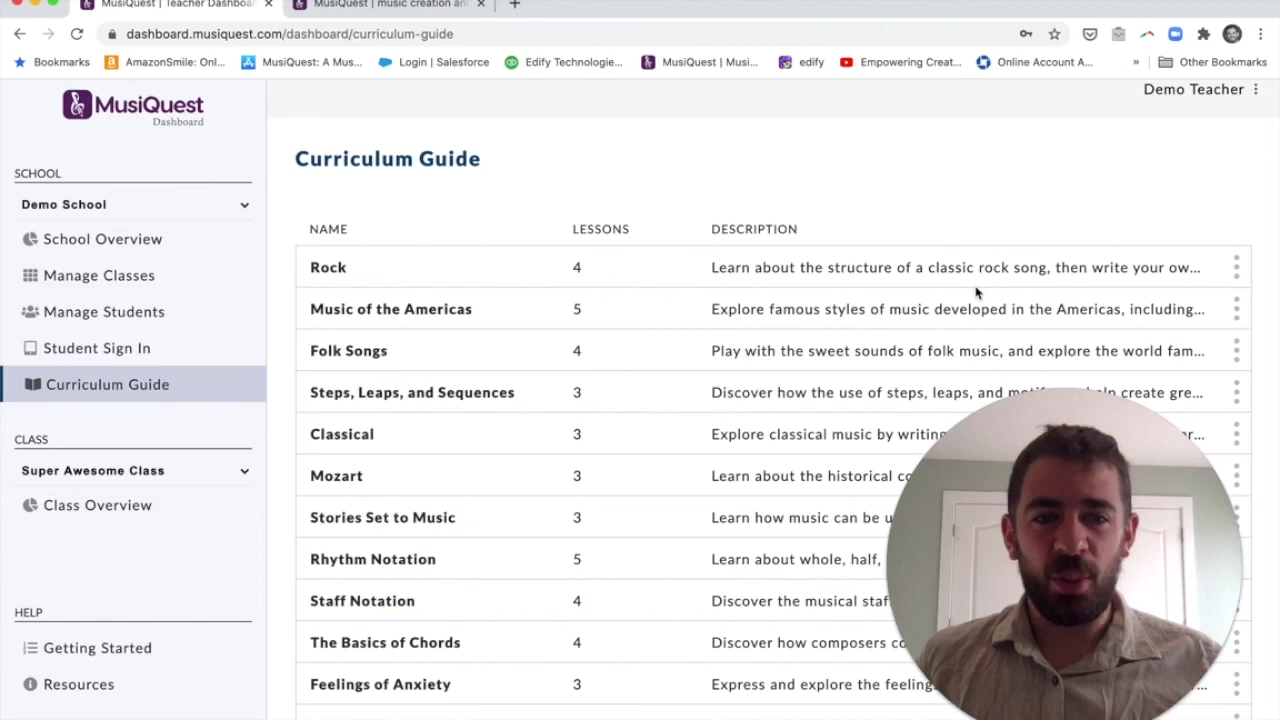 MusiQuest | Teacher Dashboa
MusiQuest | music creation an
dashboard.musiquest.com/dashboard/curriculum-guide
Bookmarks
AmazonSmile: Onl...
MusiQuest: A Mus...
Login | Salesforce
Edify Technologie...
MusiQuest | Musi...
edify
Empowering Creat...
Online Account A...
»
Other Bookmarks
MusiQuest
Dashboard
Demo Teacher
SCHOOL
Demo School
School Overview
Manage Classes
Manage Students
Student Sign In
Curriculum Guide
CLASS
Super Awesome Class
Class Overview
HELP
Getting Started
Resources
Curriculum Guide
NAME LESSONS DESCRIPTION
Rock 4 Learn about the structure of a classic rock song, then write your ow...
Music of the Americas 5 Explore famous styles of music developed in the Americas, including...
Folk Songs 4 Play with the sweet sounds of folk music, and explore the world fam...
Steps, Leaps, and Sequences 3 Discover how the use of steps, leaps, and create gre...
Classical 3 Explore classical music by writing
Mozart 3 Learn about the historical co
Stories Set to Music 3 Learn how music can be u
Rhythm Notation 5 Learn about whole, half,
Staff Notation 4 Discover the musical staf
The Basics of Chords 4 Discover how composers co
Feelings of Anxiety 3 Express and explore the feeling